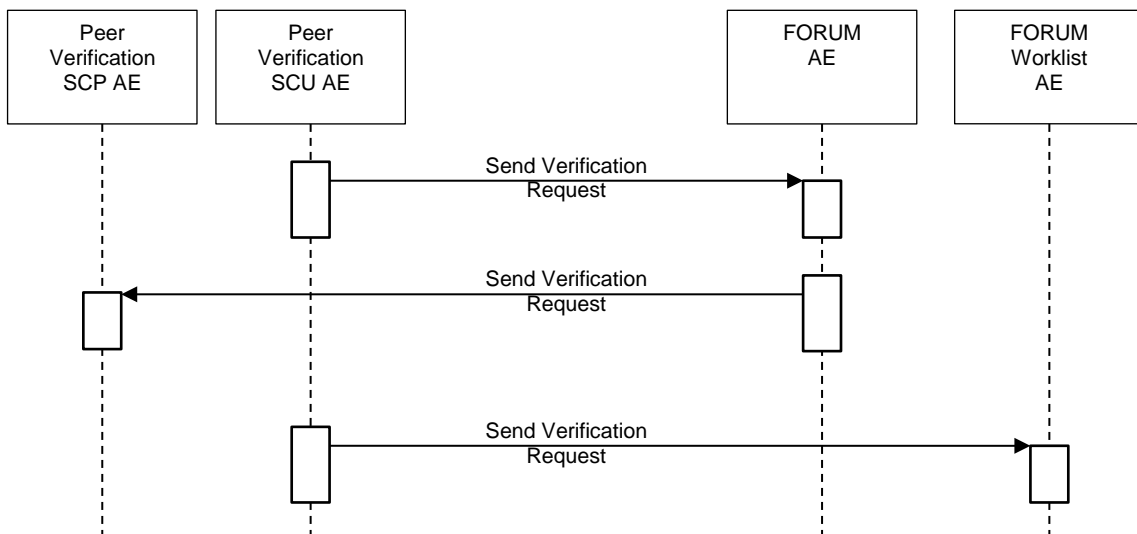 Peer
Verification
SCP AE
Peer
Verification
SCU AE
FORUM
AE
FORUM
Worklist
AE
Send Verification
Request
Send Verification
Request
Send Verification
Request